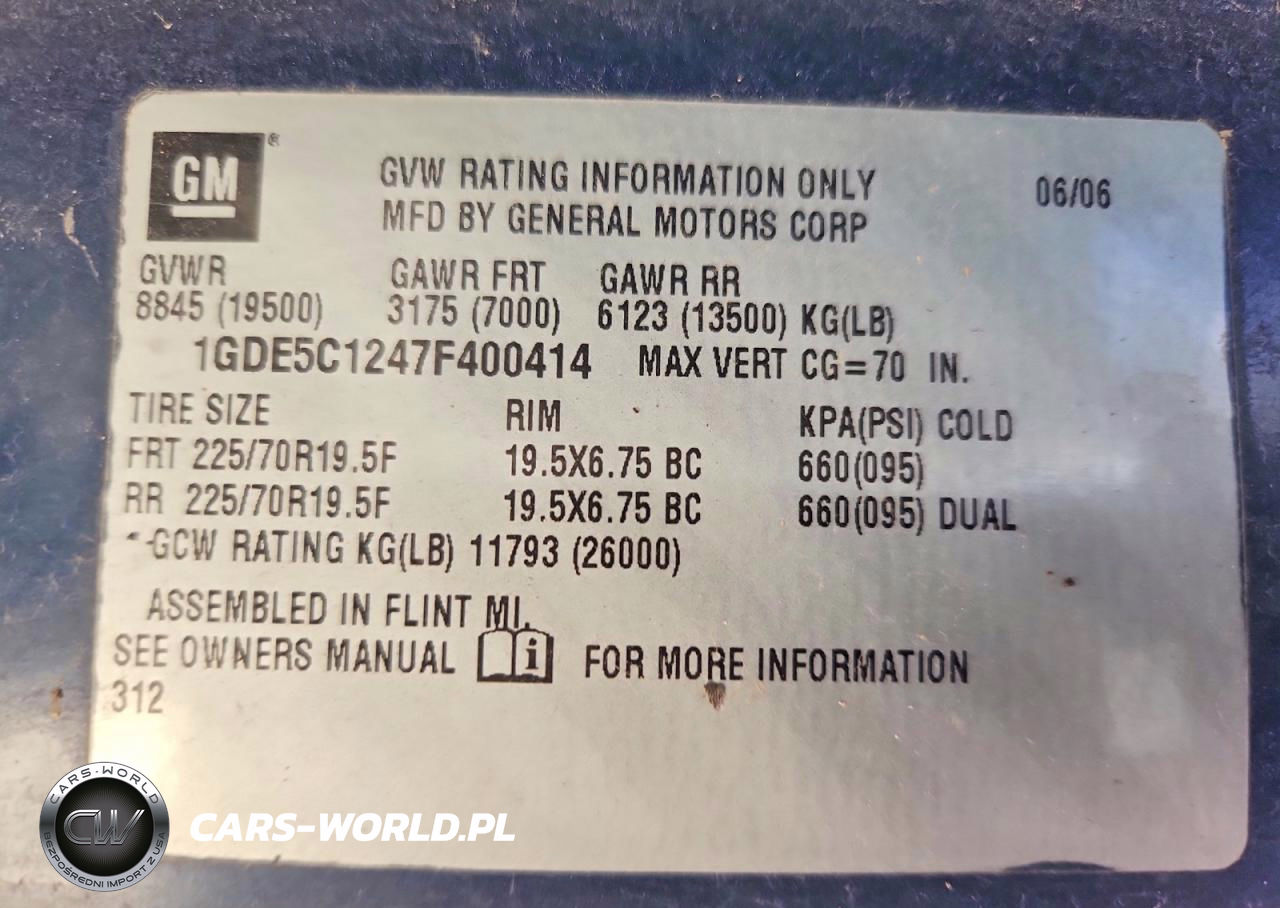 GM ®
GVW RATING INFORMATION ONLY 06/06
MFD BY GENERAL MOTORS CORP
GVWR GAWR FRT GAWR RR
8845 (19500) 3175 (7000) 6123 (13500) KG(LB)
1GDE5C1247F400414 MAX VERT CG=70 IN.
TIRE SIZE RIM KPA(PSI) COLD
FRT 225/70R19.5F 19.5X6.75 BC 660(095)
RR 225/70R19.5F 19.5X6.75 BC 660(095) DUAL
GCW RATING KG(LB) 11793 (26000)
ASSEMBLED IN FLINT MI.
SEE OWNERS MANUAL i FOR MORE INFORMATION
312
CARS-WORLD
CW
BEZPOŚREDNI IMPORT Z USA
CARS-WORLD.PL